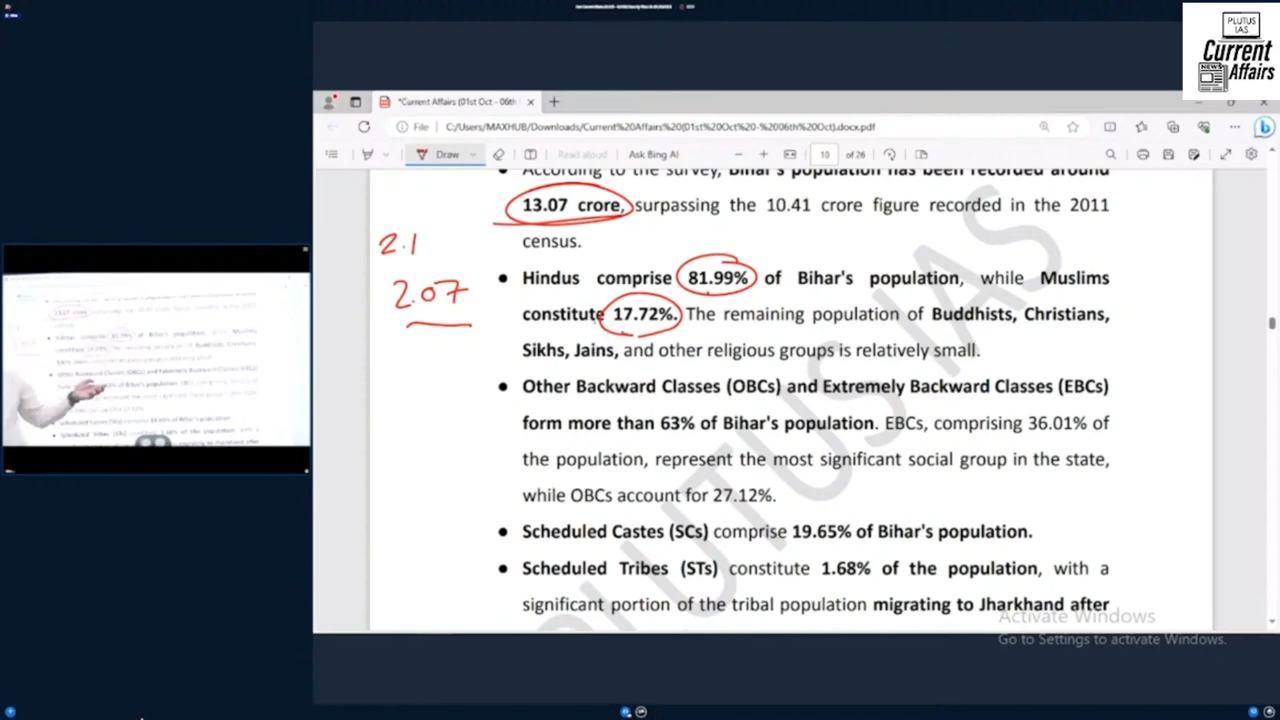 PLUTUS
IAS
Current
NEWS
Affairs
*Current Affairs (01st Oct - 06th
File
C:/Users/MAXHUB/Downloads/Current%20Affairs%20(01st%20Oct%20-%2006th%20Oct).docx.pdf
Draw
Read aloud
Ask Bing AI
10 of 26
According to the survey, Bihar's population has been recorded around
13.07 crore, surpassing the 10.41 crore figure recorded in the 2011
census.
2.1
2.07
• Hindus comprise 81.99% of Bihar's population, while Muslims
constitute 17.72%. The remaining population of Buddhists, Christians,
Sikhs, Jains, and other religious groups is relatively small.
• Other Backward Classes (OBCs) and Extremely Backward Classes (EBCs)
form more than 63% of Bihar's population. EBCs, comprising 36.01% of
the population, represent the most significant social group in the state,
while OBCs account for 27.12%.
• Scheduled Castes (SCs) comprise 19.65% of Bihar's population.
• Scheduled Tribes (STs) constitute 1.68% of the population, with a
significant portion of the tribal population migrating to Jharkhand after
PLUTUS IAS
Activate Windows
Go to Settings to activate Windows.